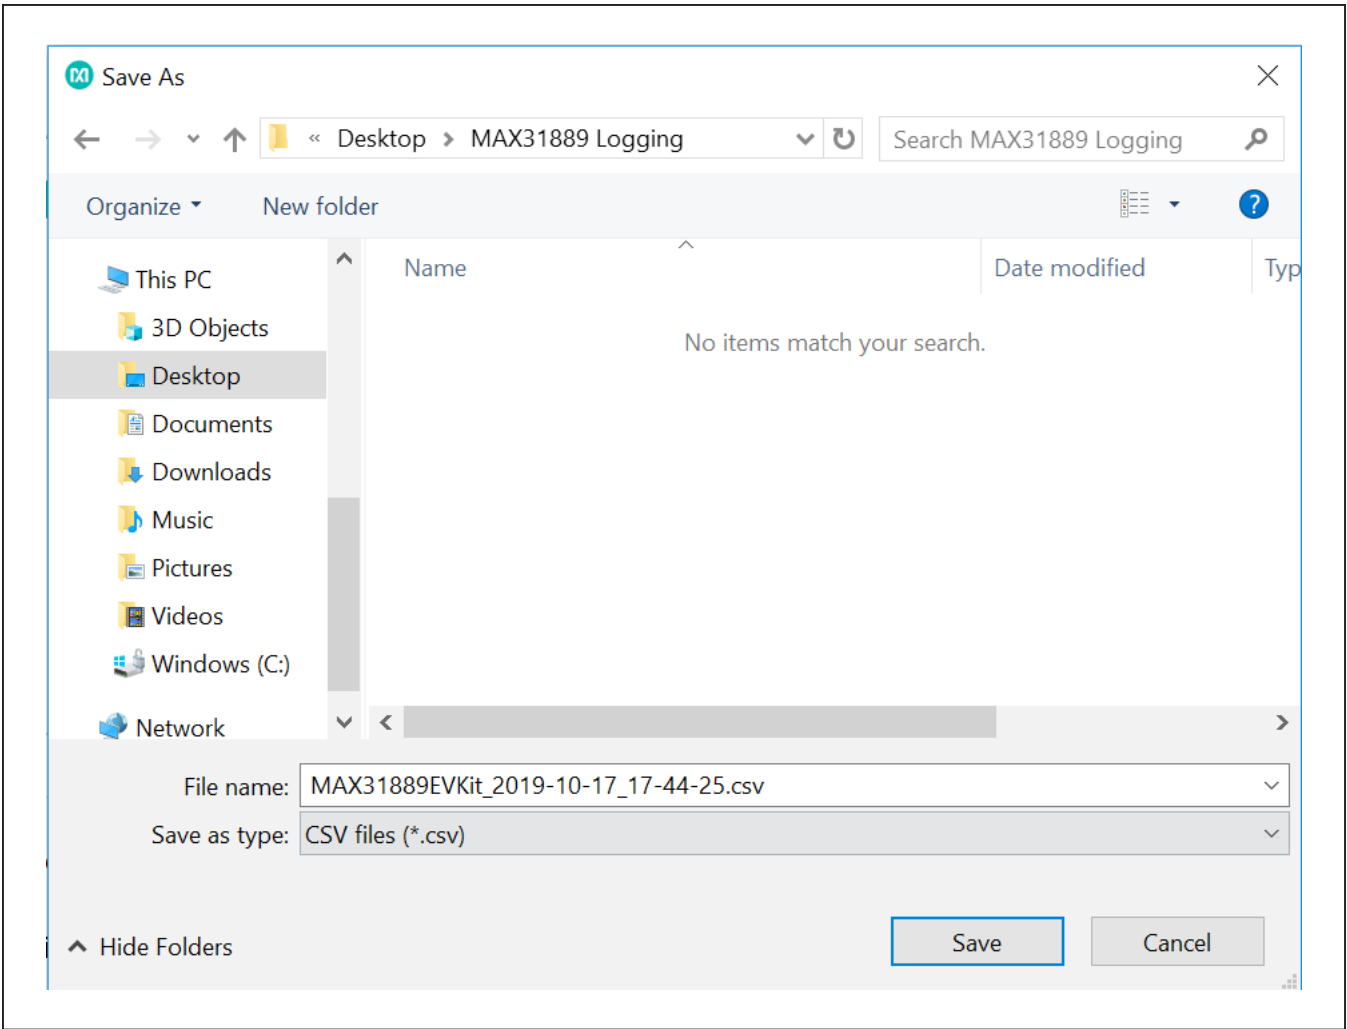 Save As
« Desktop > MAX31889 Logging
Search MAX31889 Logging
Organize
New folder
?
Name
Date modified
Typ
This PC
3D Objects
Desktop
Documents
Downloads
Music
Pictures
Videos
Windows (C:)
Network
No items match your search.
File name: MAX31889EVKit_2019-10-17_17-44-25.csv
Save as type: CSV files (*.csv)
Hide Folders
Save
Cancel